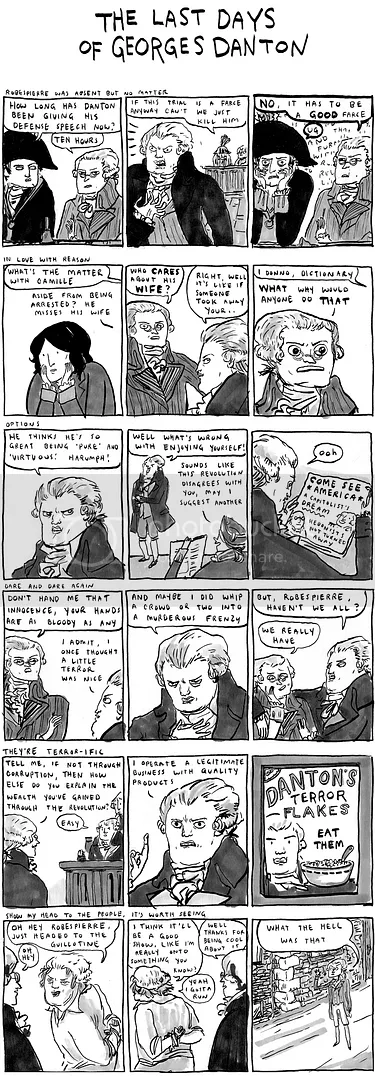 THE LAST DAYS
OF GEORGES DANTON
ROBESPIERRE WAS ABSENT BUT NO MATTER
HOW LONG HAS DANTON
BEEN GIVING HIS
DEFENSE SPEECH NOW?
TEN HOURS
IF THIS TRIAL IS A FARCE
ANYWAY CAN'T WE JUST
KILL HIM
NO, IT HAS TO BE
A GOOD FARCE
UG
IN LOVE WITH REASON
WHAT'S THE MATTER
WITH CAMILLE
ASIDE FROM BEING
ARRESTED? HE
MISSES HIS WIFE
WHO CARES
ABOUT HIS
WIFE?
RIGHT, WELL
IT'S LIKE IF
SOMEONE
TOOK AWAY
YOUR..
I DONNO, DICTIONARY
WHAT WHY WOULD
ANYONE DO THAT
OPTIONS
HE THINKS HE'S SO
GREAT BEING 'PURE' AND
'VIRTUOUS'. HARUMPH!
WELL WHAT'S WRONG
WITH ENJOYING YOURSELF!
SOUNDS LIKE
THIS REVOLUTION
DISAGREES WITH
YOU, MAY I
SUGGEST ANOTHER
OOH
COME SEE
*AMERICA*
A CAPITALIST'S
DREAM WORLD
HEDONISTS
NOT TURNED
AWAY
DARE AND DARE AGAIN
DON'T HAND ME THAT
INNOCENCE, YOUR HANDS
ARE AS BLOODY AS ANY
I ADMIT, I
ONCE THOUGHT
A LITTLE
TERROR
WAS NICE
AND MAYBE I DID WHIP
A CROWD OR TWO INTO
A MURDEROUS FRENZY
BUT, ROBESPIERRE,
HAVEN'T WE ALL?
WE REALLY
HAVE
THEY'RE TERROR-IFIC
TELL ME, IF NOT THROUGH
CORRUPTION, THEN HOW
ELSE DO YOU EXPLAIN THE
WEALTH YOU'VE GAINED
THROUGH THE REVOLUTION?
EASY
I OPERATE A LEGITIMATE
BUSINESS WITH QUALITY
PRODUCTS
DANTON'S
TERROR
FLAKES
EAT
THEM
SHOW MY HEAD TO THE PEOPLE, IT'S WORTH SEEING
OH HEY ROBESPIERRE,
JUST HEADED TO THE
GUILLOTINE
OH
HEY
I THINK IT'LL
BE A GOOD
SHOW, LIKE I'M
REALLY ONTO
SOMETHING YOU
KNOW?
WELL
THANKS FOR
BEING COOL
ABOUT IT
YEAH
I GOTTA
RUN
WHAT THE HELL
WAS THAT